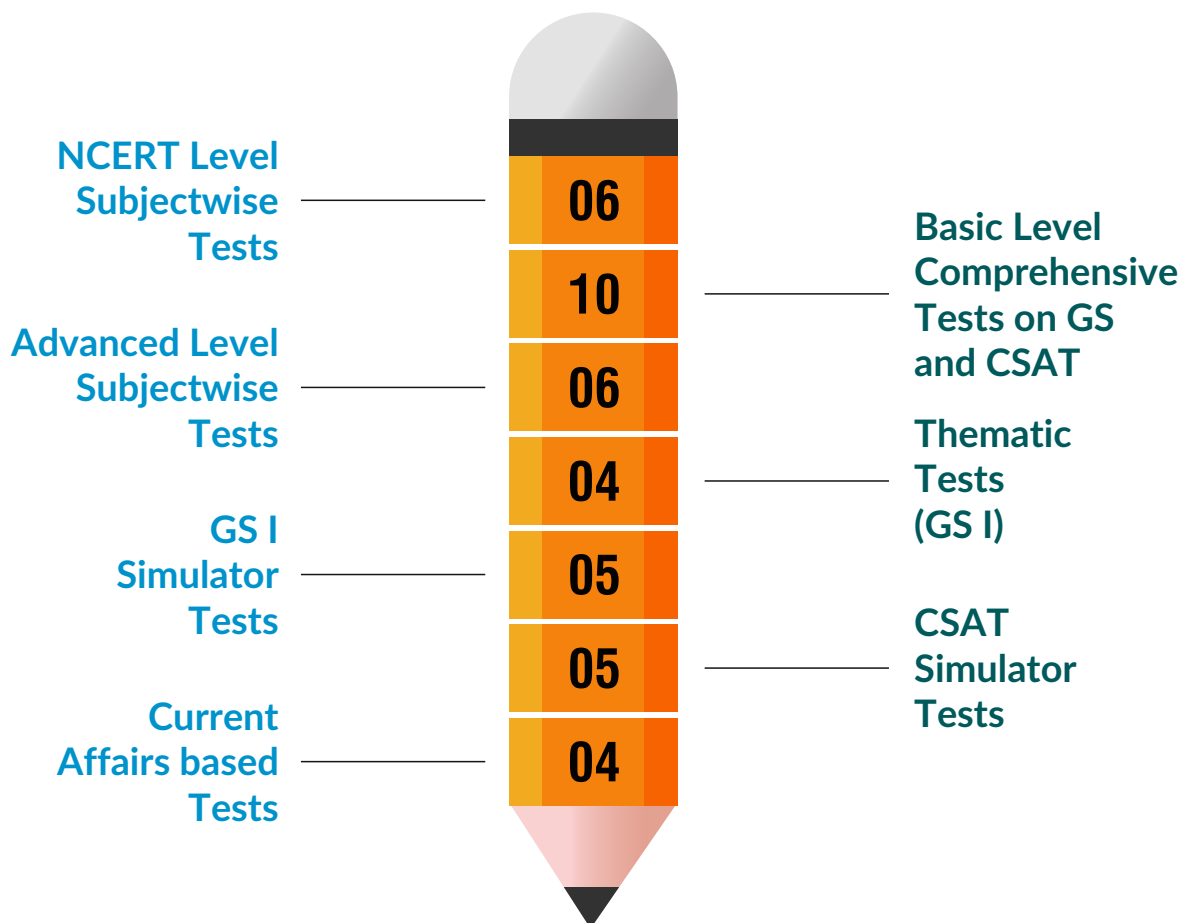 NCERT Level
Subjectwise
Tests
06
10
Basic Level
Comprehensive
Tests on GS
and CSAT
Advanced Level
Subjectwise
Tests
06
04
Thematic
Tests
(GS I)
GS I
Simulator
Tests
05
05
CSAT
Simulator
Tests
Current
Affairs based
Tests
04